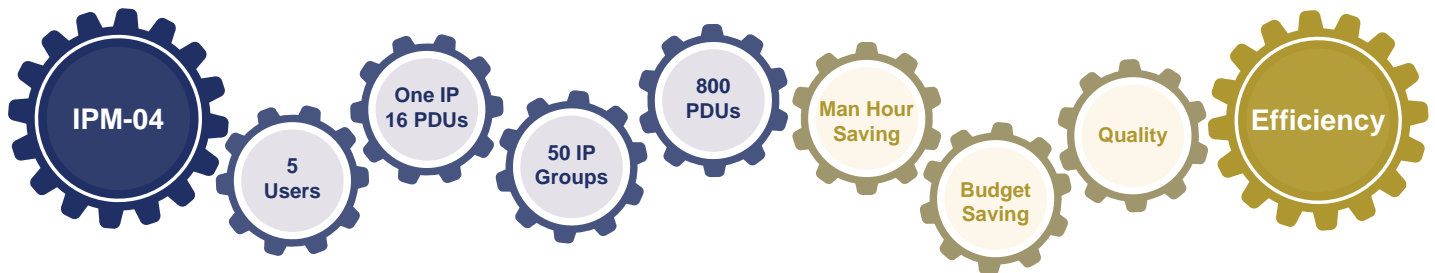 IPM-04
5
Users
One IP
16 PDUs
50 IP
Groups
800
PDUs
Man Hour
Saving
Budget
Saving
Quality
Efficiency